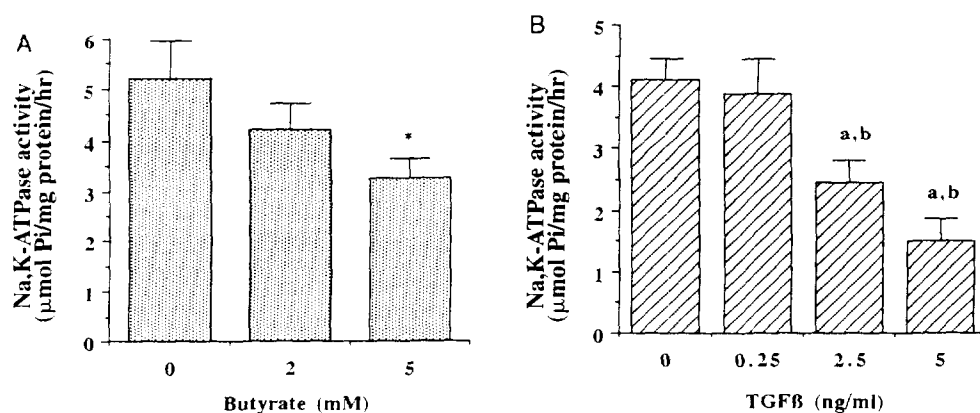 A
Na,K-ATPase activity
(μmol Pi/mg protein/hr)
6
5
4
3
2
1
0
*
0 2 5
Butyrate (mM)
B
Na,K-ATPase activity
(μmol Pi/mg protein/hr)
5
4
3
2
1
0
a,b
a,b
0 0.25 2.5 5
TGFß (ng/ml)